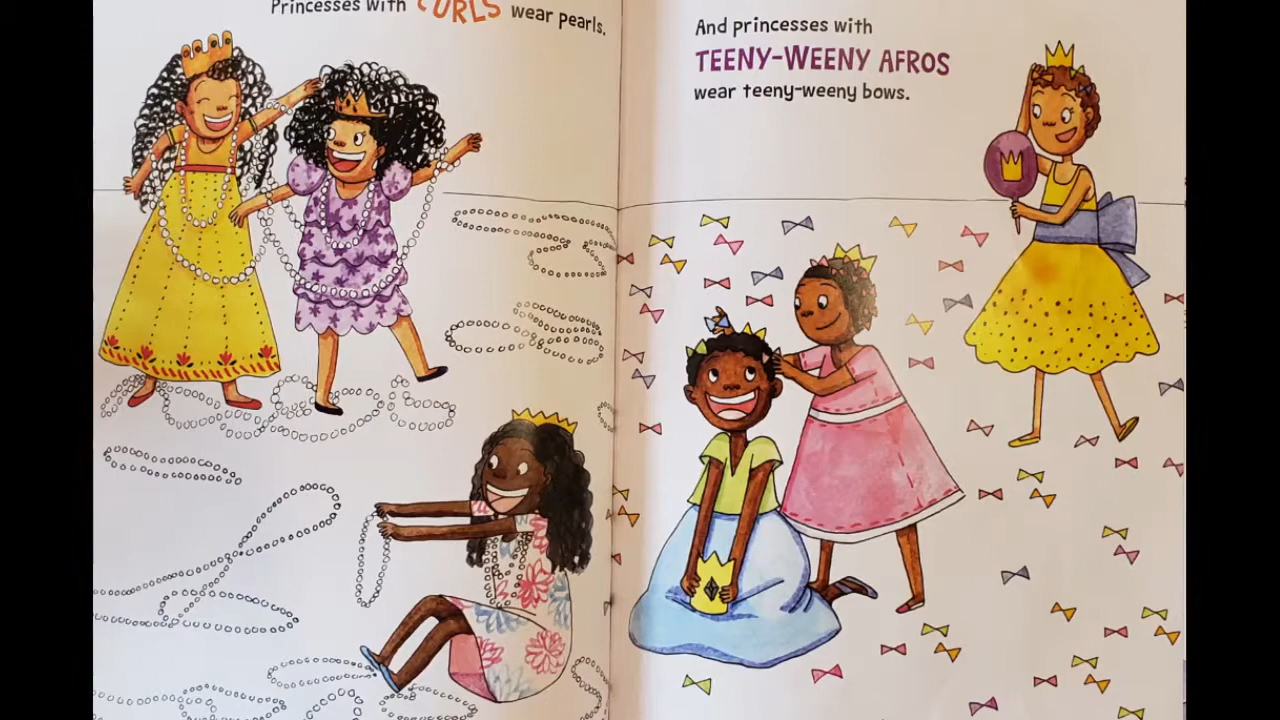 Princesses with CURLS wear pearls.
And princesses with
TEENY-WEENY AFROS
wear teeny-weeny bows.